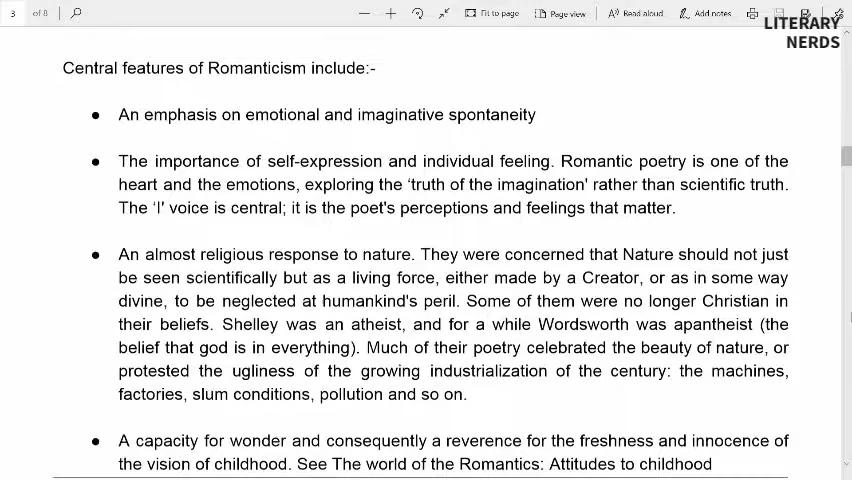 3 of 8 Fit to page Page view Read aloud Add notes
LITERARY
NERDS
Central features of Romanticism include:-
● An emphasis on emotional and imaginative spontaneity
● The importance of self-expression and individual feeling. Romantic poetry is one of the
heart and the emotions, exploring the ‘truth of the imagination' rather than scientific truth.
The ‘I' voice is central; it is the poet's perceptions and feelings that matter.
● An almost religious response to nature. They were concerned that Nature should not just
be seen scientifically but as a living force, either made by a Creator, or as in some way
divine, to be neglected at humankind's peril. Some of them were no longer Christian in
their beliefs. Shelley was an atheist, and for a while Wordsworth was apantheist (the
belief that god is in everything). Much of their poetry celebrated the beauty of nature, or
protested the ugliness of the growing industrialization of the century: the machines,
factories, slum conditions, pollution and so on.
● A capacity for wonder and consequently a reverence for the freshness and innocence of
the vision of childhood. See The world of the Romantics: Attitudes to childhood